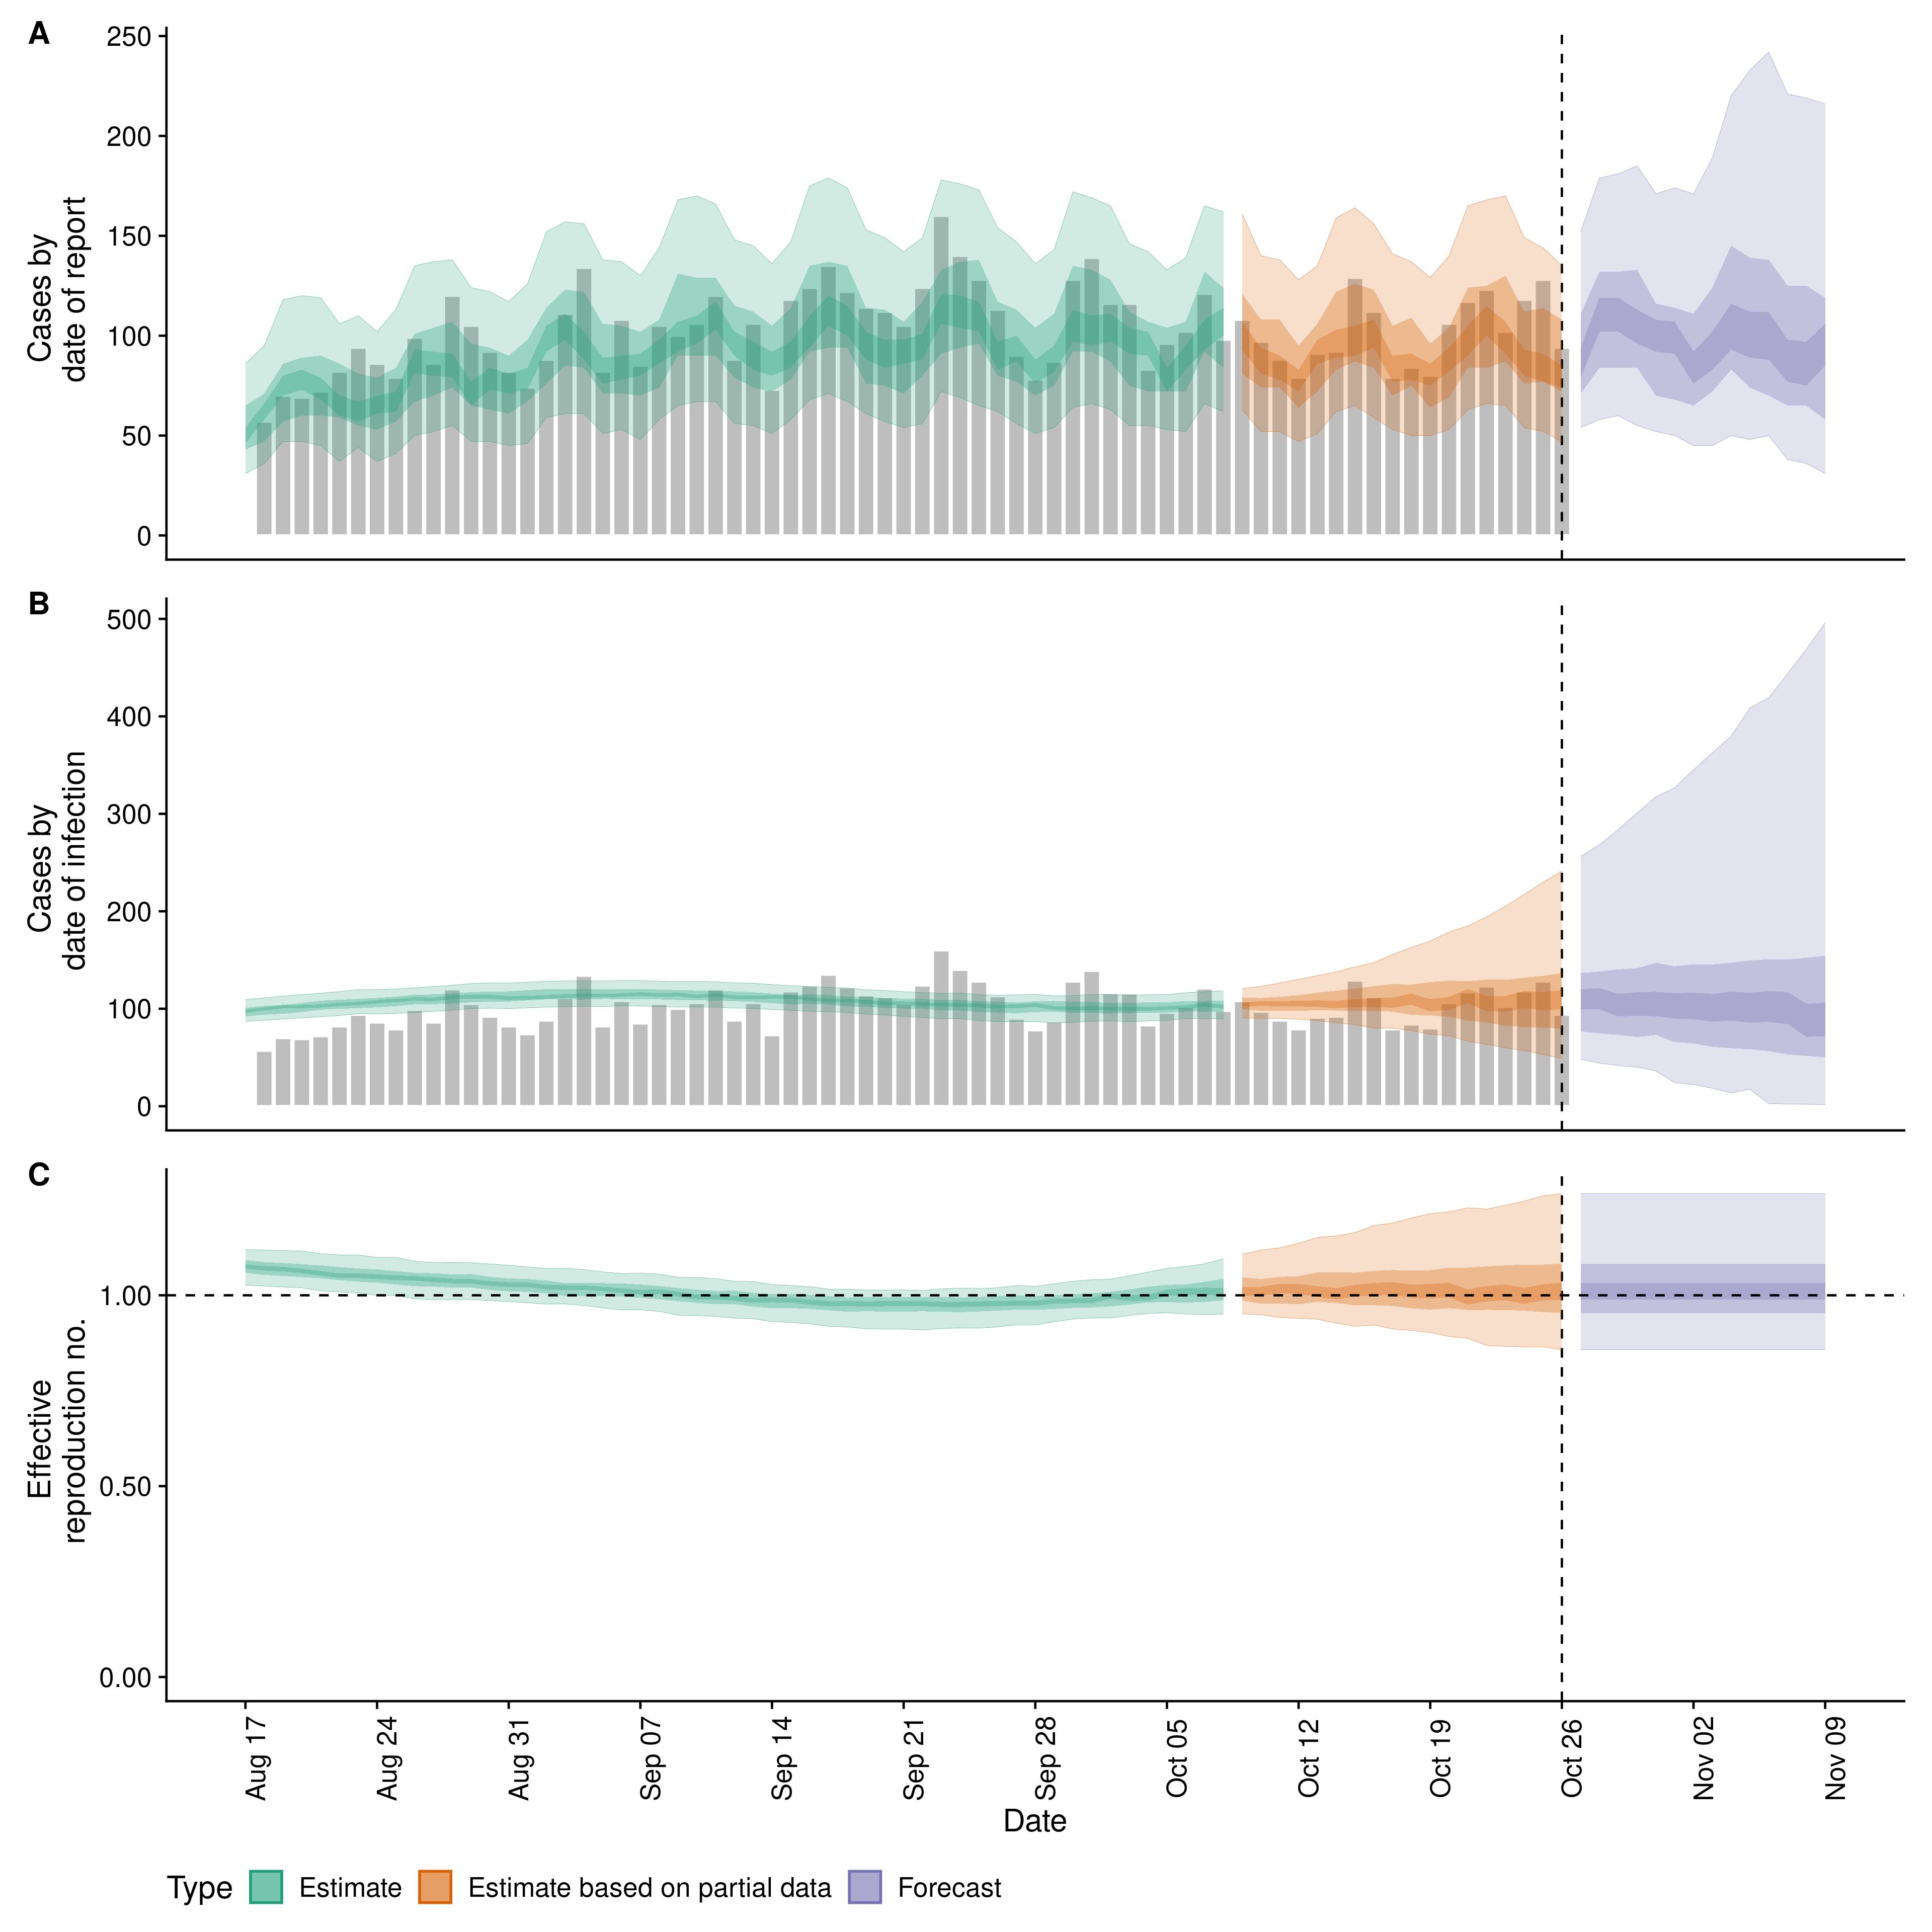 A
250
200
150
100
50
0
Cases by
date of report
B
500
400
300
200
100
0
Cases by
date of infection
C
1.00
0.50
0.00
Effective
reproduction no.
Aug 17
Aug 24
Aug 31
Sep 07
Sep 14
Sep 21
Sep 28
Oct 05
Oct 12
Oct 19
Oct 26
Nov 02
Nov 09
Date
Type Estimate Estimate based on partial data Forecast